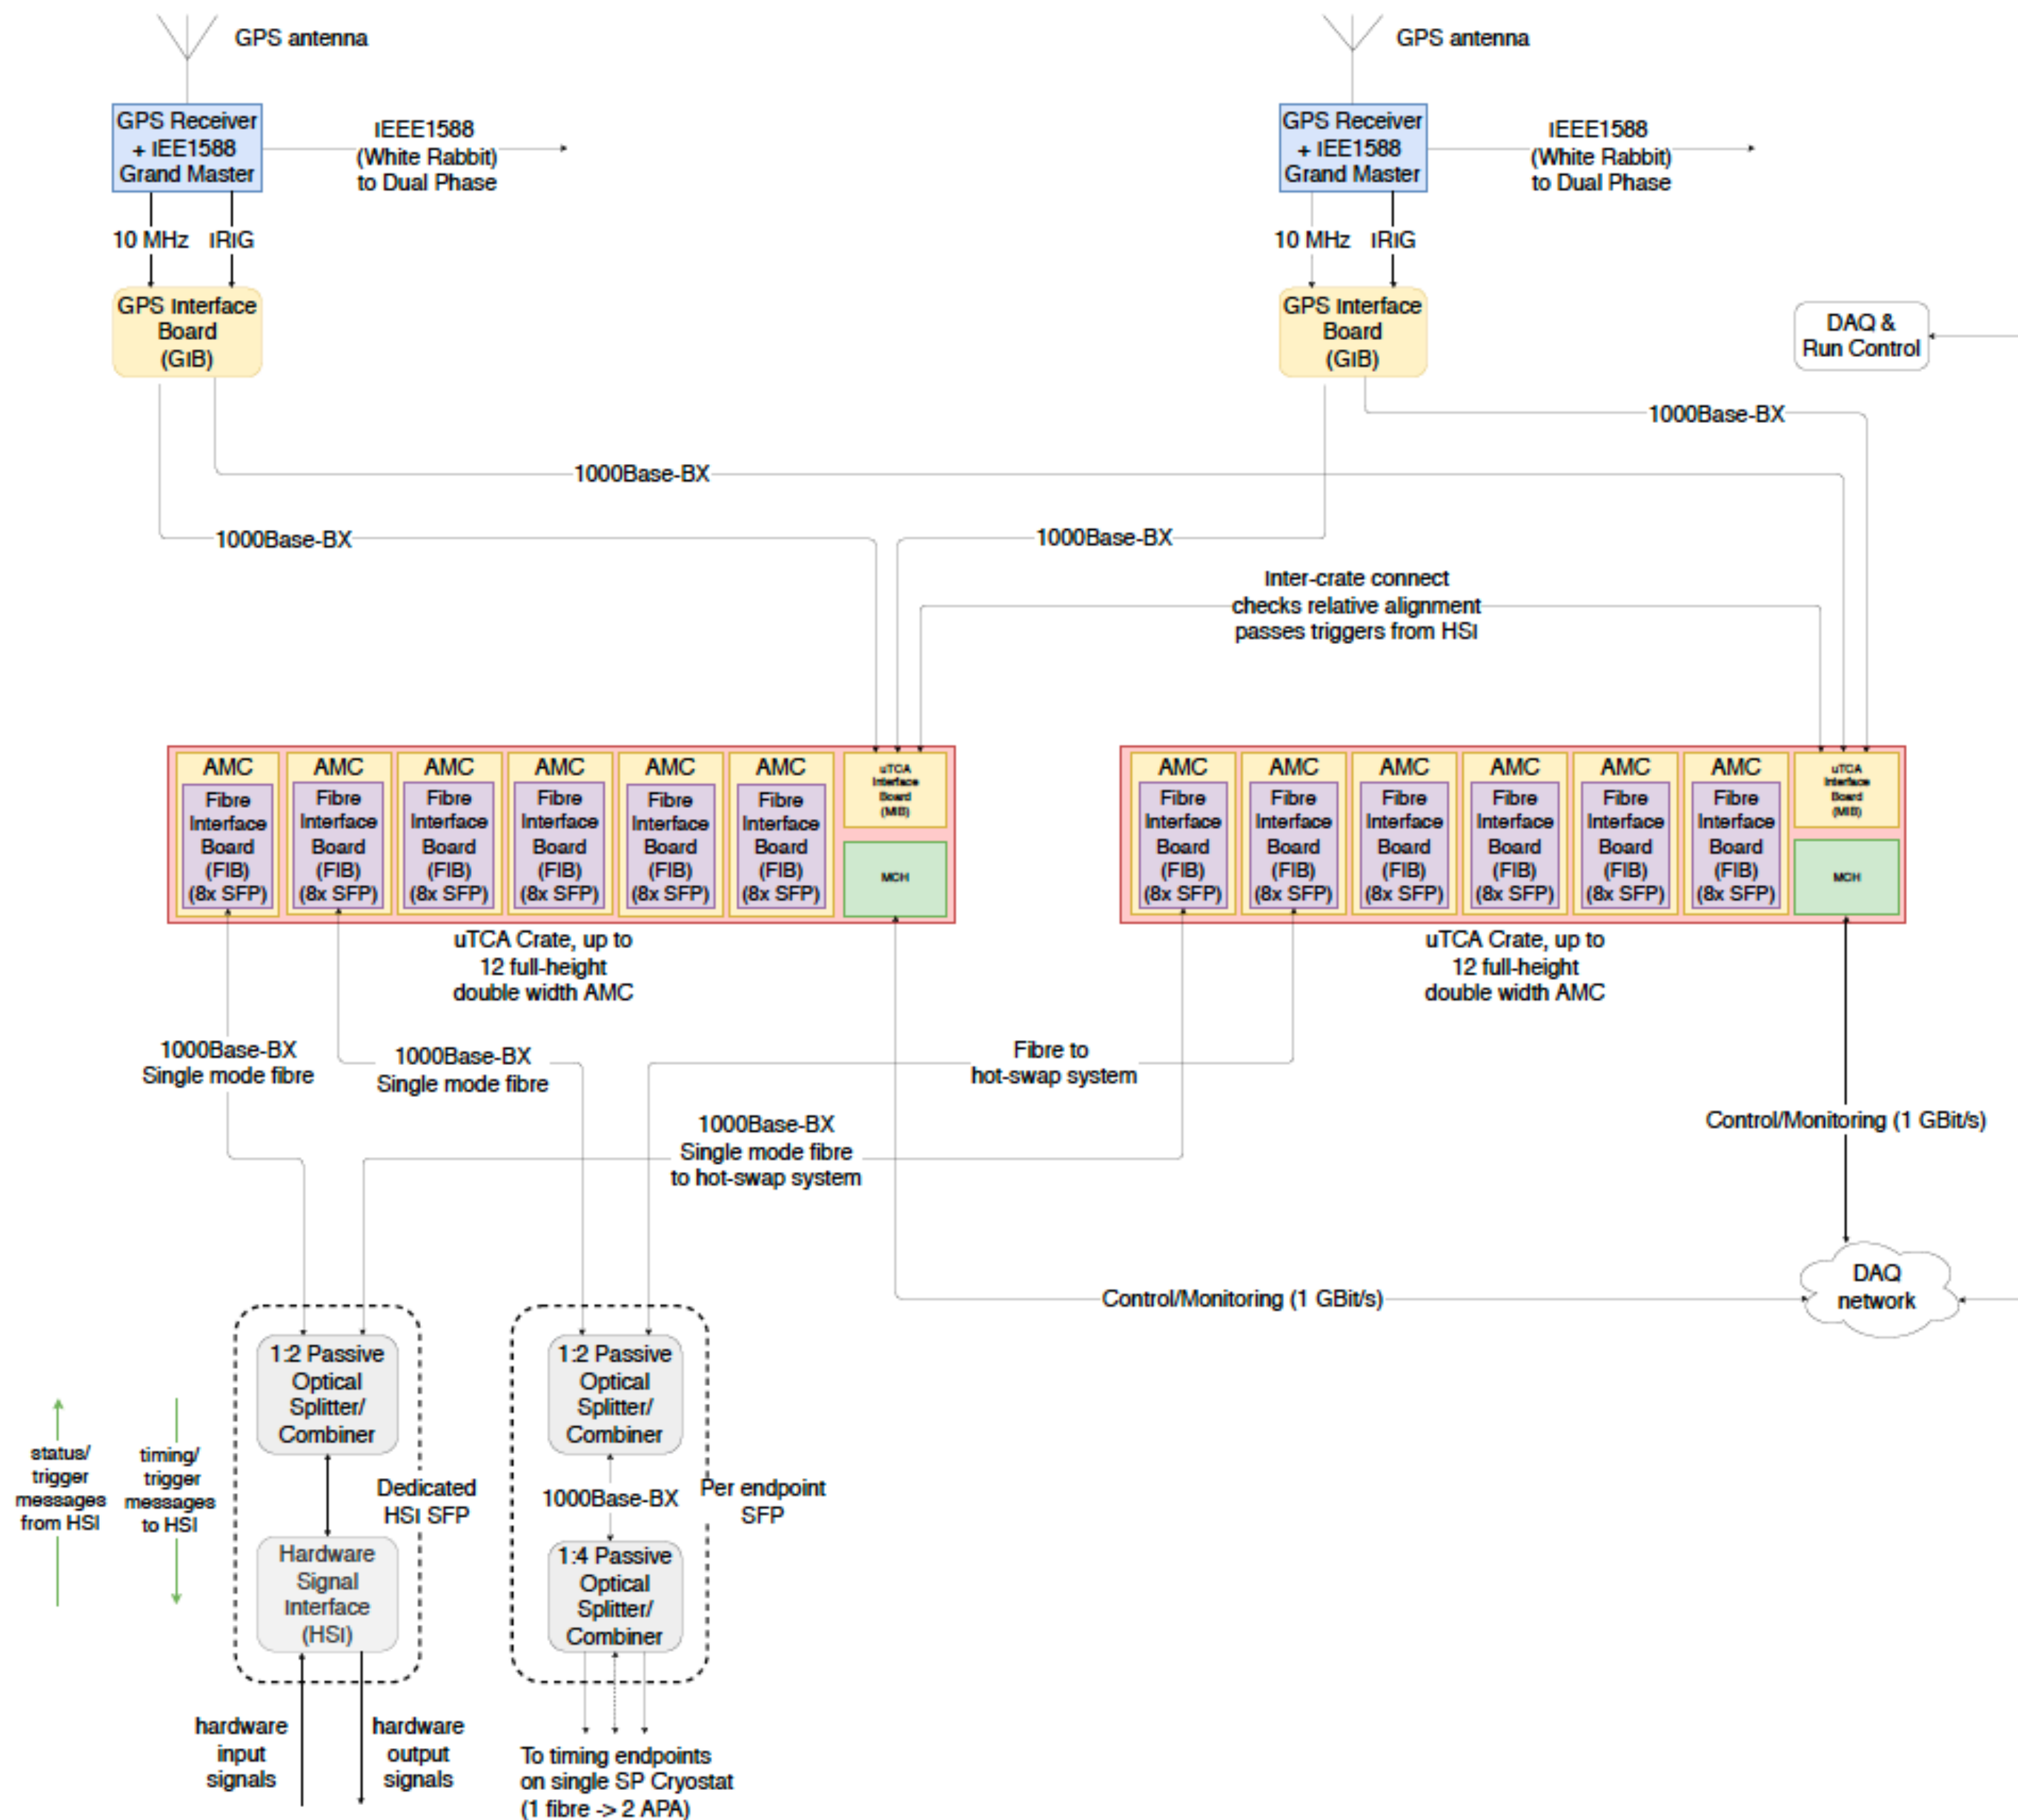 GPS antenna
GPS antenna
GPS Receiver
+ IEE1588
Grand Master
IEEE1588
(White Rabbit)
to Dual Phase
GPS Receiver
+ IEE1588
Grand Master
IEEE1588
(White Rabbit)
to Dual Phase
10 MHz
IRIG
10 MHz
IRIG
GPS Interface
Board
(GIB)
GPS Interface
Board
(GIB)
DAQ &
Run Control
1000Base-BX
1000Base-BX
1000Base-BX
1000Base-BX
Inter-crate connect
checks relative alignment
passes triggers from HSI
AMC
Fibre
Interface
Board
(FIB)
(8x SFP)
AMC
Fibre
Interface
Board
(FIB)
(8x SFP)
AMC
Fibre
Interface
Board
(FIB)
(8x SFP)
AMC
Fibre
Interface
Board
(FIB)
(8x SFP)
AMC
Fibre
Interface
Board
(FIB)
(8x SFP)
AMC
Fibre
Interface
Board
(FIB)
(8x SFP)
uTCA
Interface
Board
(MIB)
MCH
AMC
Fibre
Interface
Board
(FIB)
(8x SFP)
AMC
Fibre
Interface
Board
(FIB)
(8x SFP)
AMC
Fibre
Interface
Board
(FIB)
(8x SFP)
AMC
Fibre
Interface
Board
(FIB)
(8x SFP)
AMC
Fibre
Interface
Board
(FIB)
(8x SFP)
AMC
Fibre
Interface
Board
(FIB)
(8x SFP)
uTCA
Interface
Board
(MIB)
MCH
uTCA Crate, up to
12 full-height
double width AMC
uTCA Crate, up to
12 full-height
double width AMC
1000Base-BX
Single mode fibre
1000Base-BX
Single mode fibre
Fibre to
hot-swap system
1000Base-BX
Single mode fibre
to hot-swap system
Control/Monitoring (1 GBit/s)
Control/Monitoring (1 GBit/s)
DAQ
network
1:2 Passive
Optical
Splitter/
Combiner
1:2 Passive
Optical
Splitter/
Combiner
status/
trigger
messages
from HSI
timing/
trigger
messages
to HSI
Dedicated
HSI SFP
1000Base-BX
Per endpoint
SFP
Hardware
Signal
Interface
(HSI)
1:4 Passive
Optical
Splitter/
Combiner
hardware
input
signals
hardware
output
signals
To timing endpoints
on single SP Cryostat
(1 fibre -> 2 APA)